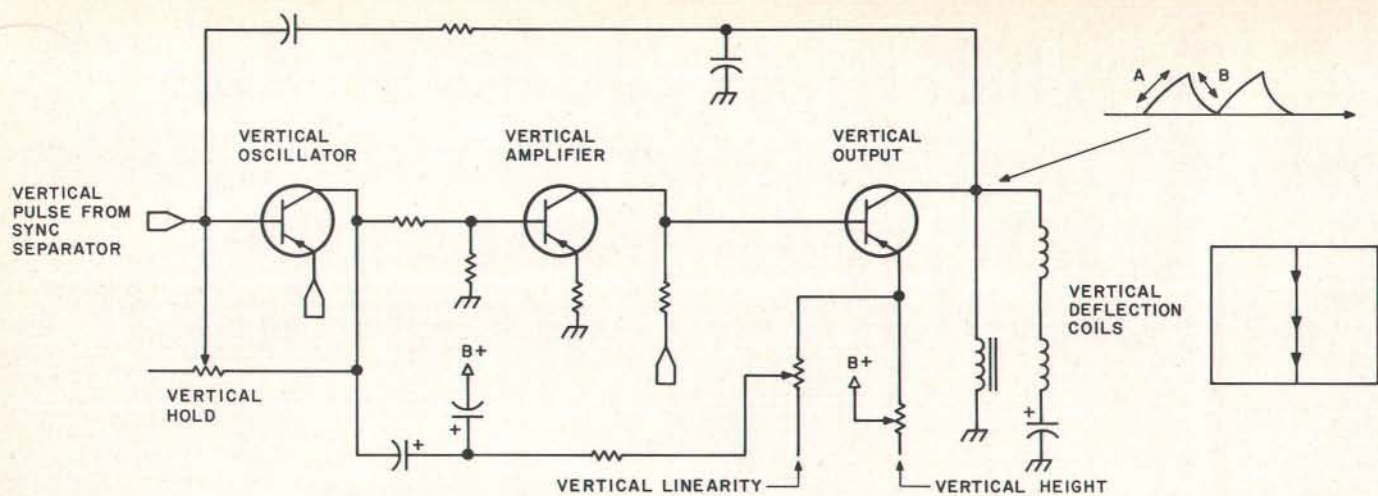 A
B
VERTICAL
OSCILLATOR
VERTICAL
AMPLIFIER
VERTICAL
OUTPUT
VERTICAL
PULSE FROM
SYNC
SEPARATOR
VERTICAL
DEFLECTION
COILS
B+
B+
VERTICAL
HOLD
+
+
+
VERTICAL LINEARITY
VERTICAL HEIGHT